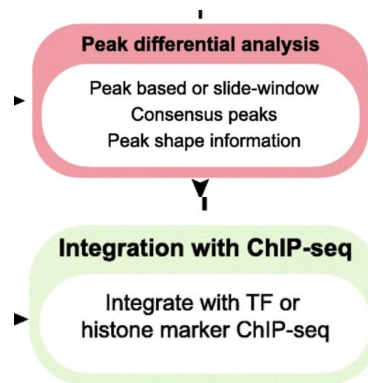 Peak differential analysis
Peak based or slide-window
Consensus peaks
Peak shape information
Integration with ChIP-seq
Integrate with TF or
histone marker ChIP-seq